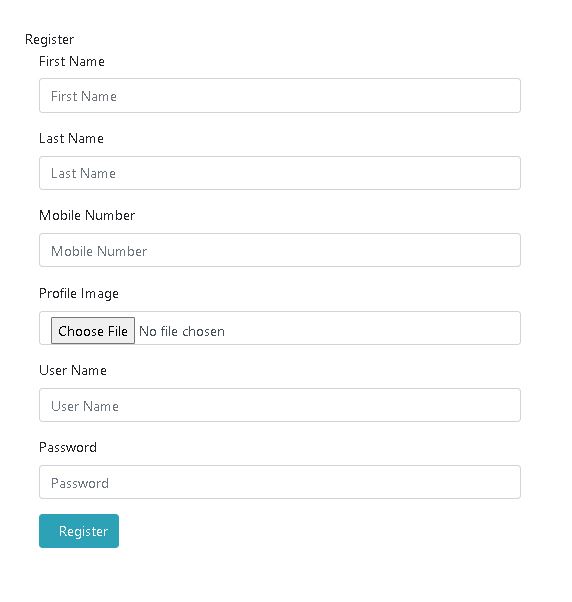 Register
First Name
First Name
Last Name
Last Name
Mobile Number
Mobile Number
Profile Image
Choose File No file chosen
User Name
User Name
Password
Password
Register